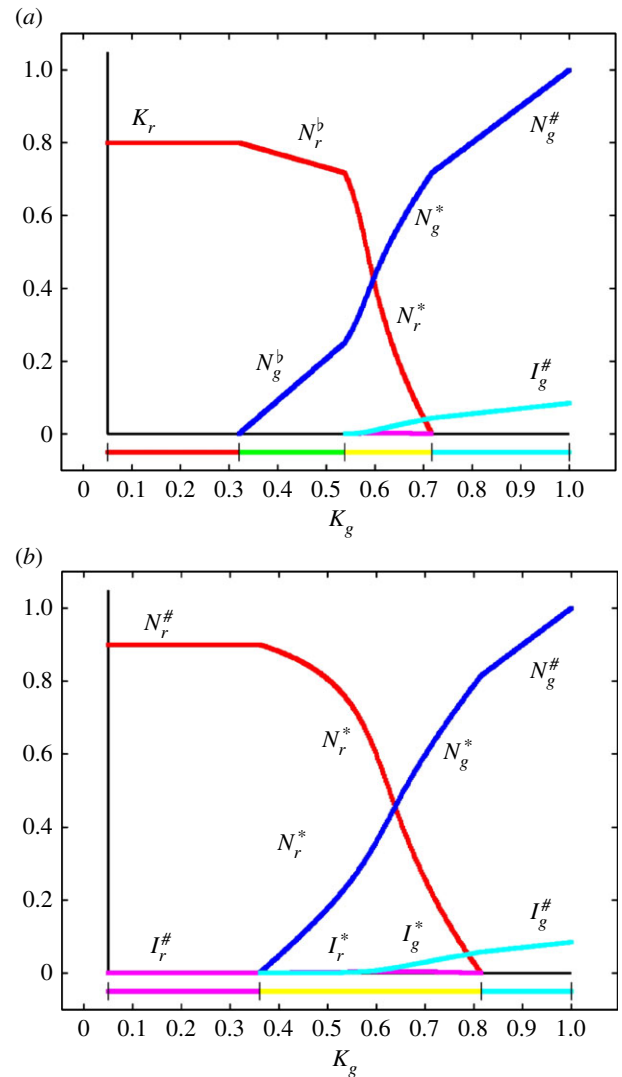 (a)
1.0
0.8
0.6
0.4
0.2
0
K_r
N_r^♭
N_g^#
N_g^*
N_r^*
N_g^♭
I_g^#
0 0.1 0.2 0.3 0.4 0.5 0.6 0.7 0.8 0.9 1.0
K_g
(b)
1.0
0.8
0.6
0.4
0.2
0
N_r^#
N_g^#
N_r^*
N_g^*
N_r^*
I_r^#
I_r^*
I_g^*
I_g^#
0 0.1 0.2 0.3 0.4 0.5 0.6 0.7 0.8 0.9 1.0
K_g